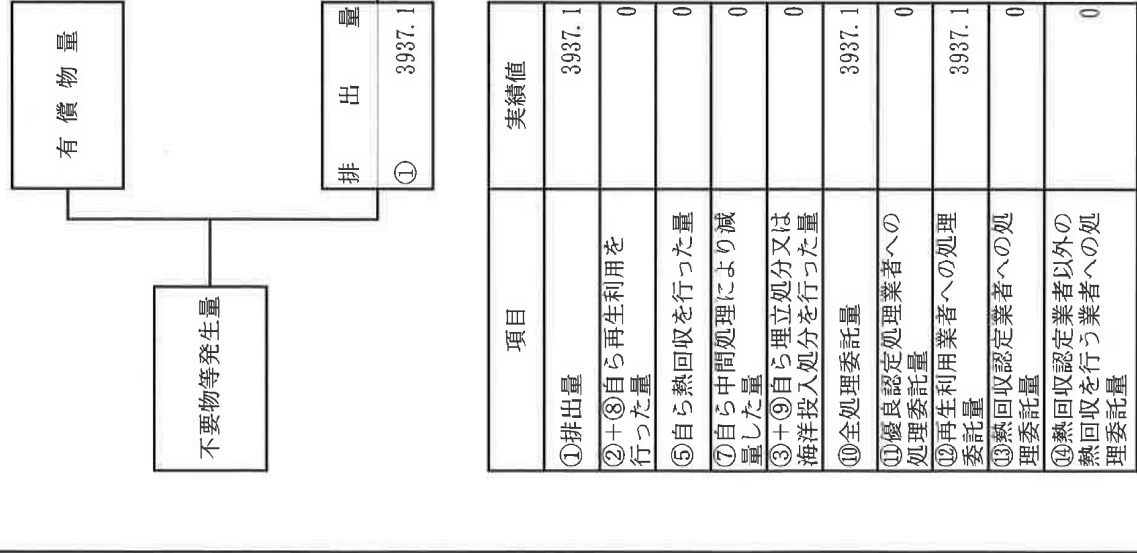 有償物量
不要物等発生量
排出量
① 3937.1
項目 実績値
①排出量 3937.1
②+⑧自ら再生利用を
行った量 0
⑤自ら熱回収を行った量 0
⑦自ら中間処理により減
量した量 0
③+⑨自ら埋立処分又は
海洋投入処分を行った量 0
⑩全処理委託量 3937.1
⑪優良認定処理業者への
処理委託量 0
⑫再生利用業者への処理
委託量 3937.1
⑬熱回収認定業者への処
理委託量 0
⑭熱回収認定業者以外の
熱回収を行う業者への処
理委託量 0